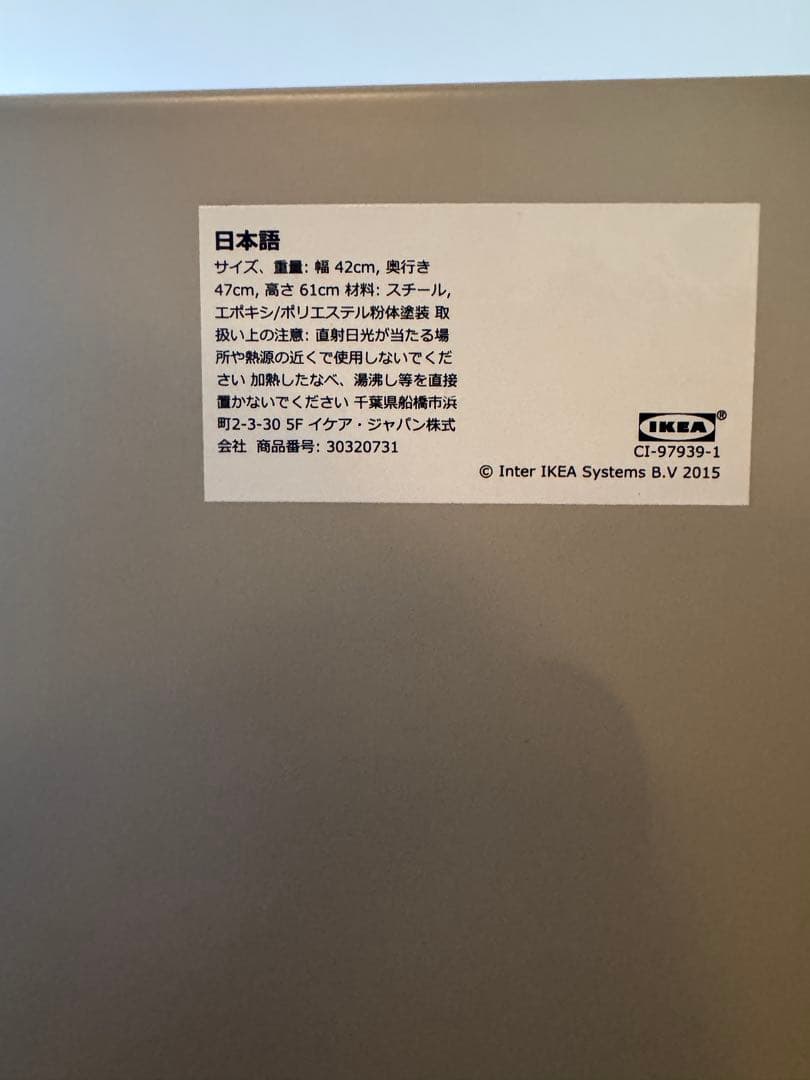 日本語
サイズ、重量: 幅 42cm, 奥行き
47cm, 高さ 61cm 材料: スチール,
エポキシ/ポリエステル粉体塗装 取
扱い上の注意: 直射日光が当たる場
所や熱源の近くで使用しないでくだ
さい 加熱したなべ、湯沸し等を直接
置かないでください 千葉県船橋市浜
町2-3-30 5F イケア・ジャパン株式
会社 商品番号: 30320731
IKEA®
CI-97939-1
© Inter IKEA Systems B.V 2015